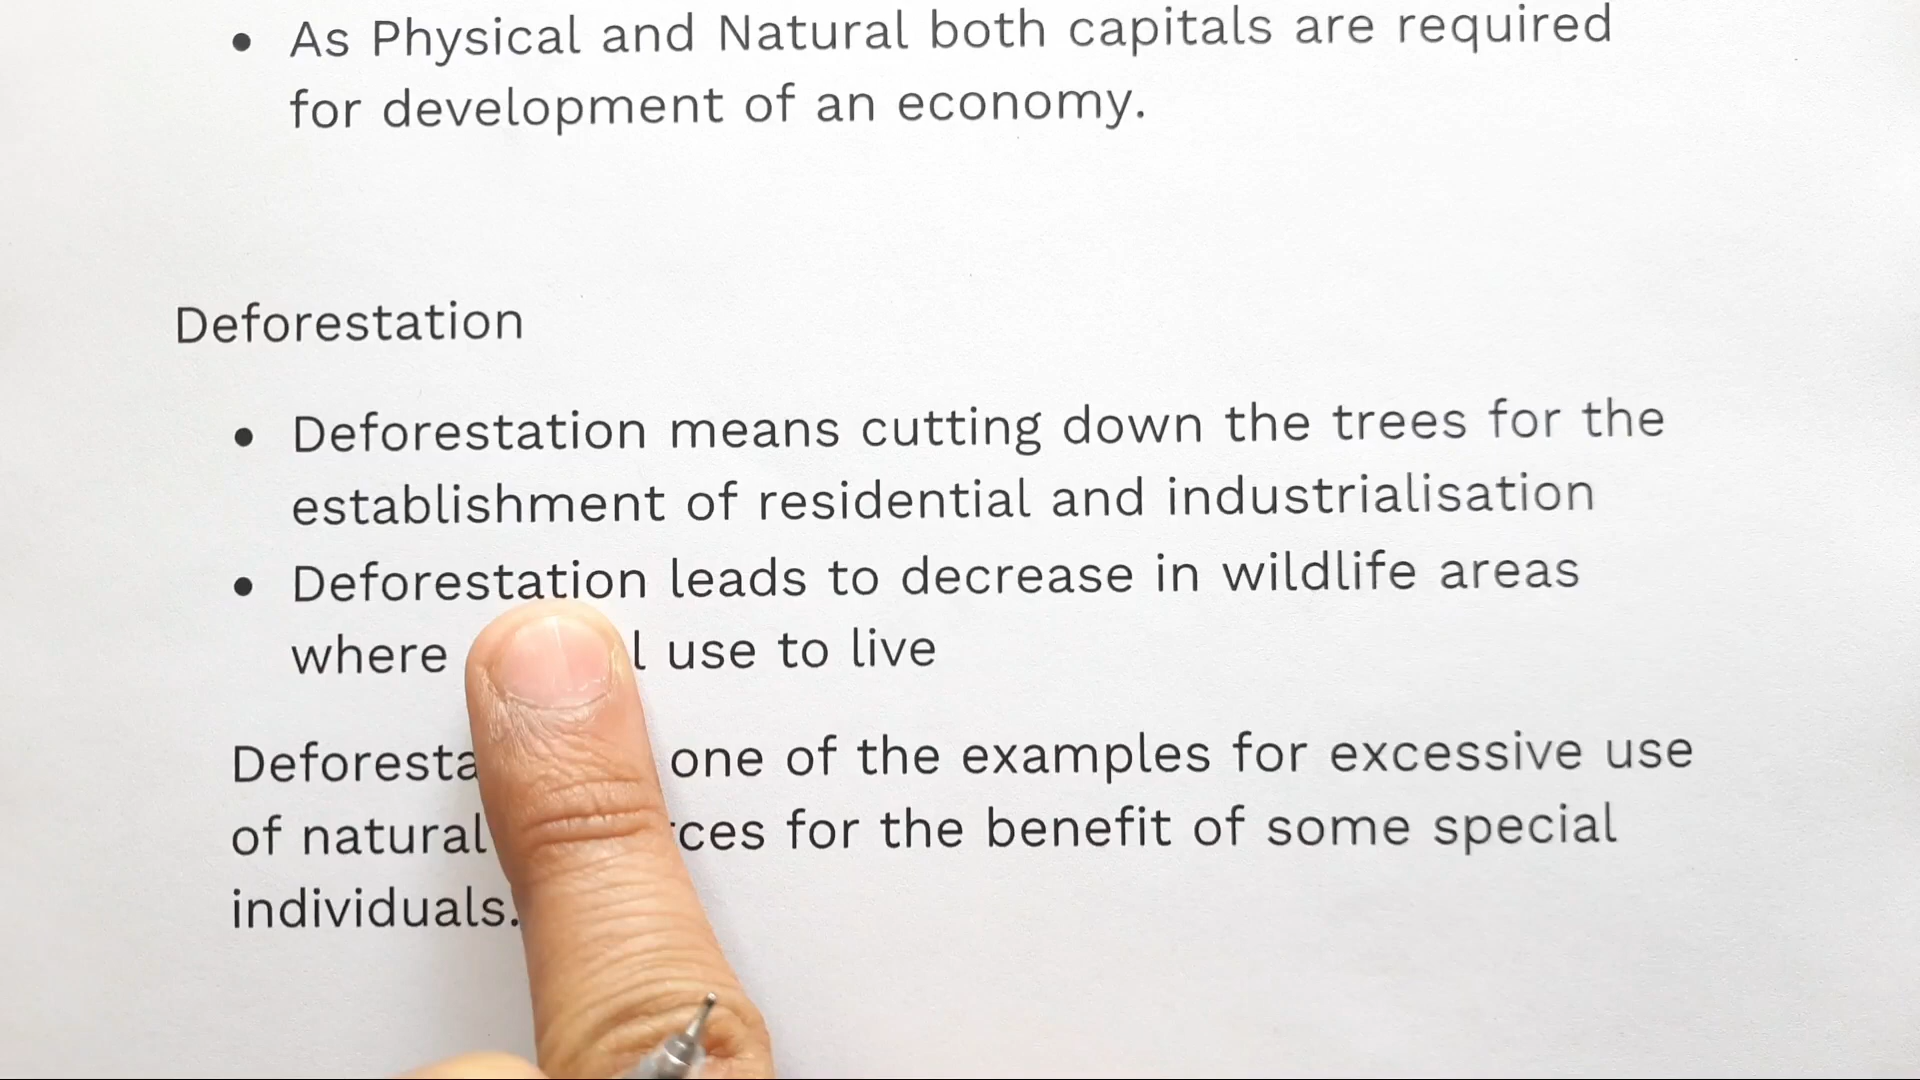 • As Physical and Natural both capitals are required
for development of an economy.
Deforestation
• Deforestation means cutting down the trees for the
establishment of residential and industrialisation
• Deforestation leads to decrease in wildlife areas
where use to live
one of the examples for excessive use
of natural for the benefit of some special
individuals.